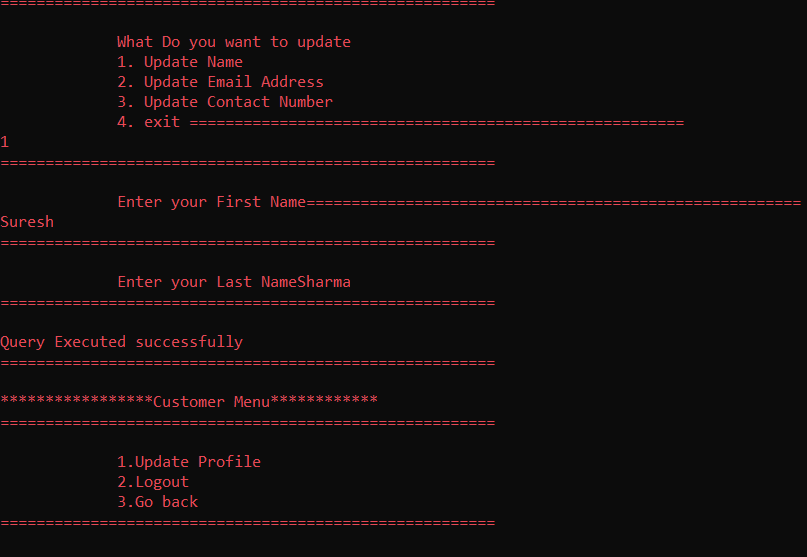 =======================================================
What Do you want to update
1. Update Name
2. Update Email Address
3. Update Contact Number
4. exit =======================================================
1
=======================================================
Enter your First Name=======================================================
Suresh
=======================================================
Enter your Last NameSharma
=======================================================
Query Executed successfully
=======================================================
*****************Customer Menu************
=======================================================
1.Update Profile
2.Logout
3.Go back
=======================================================